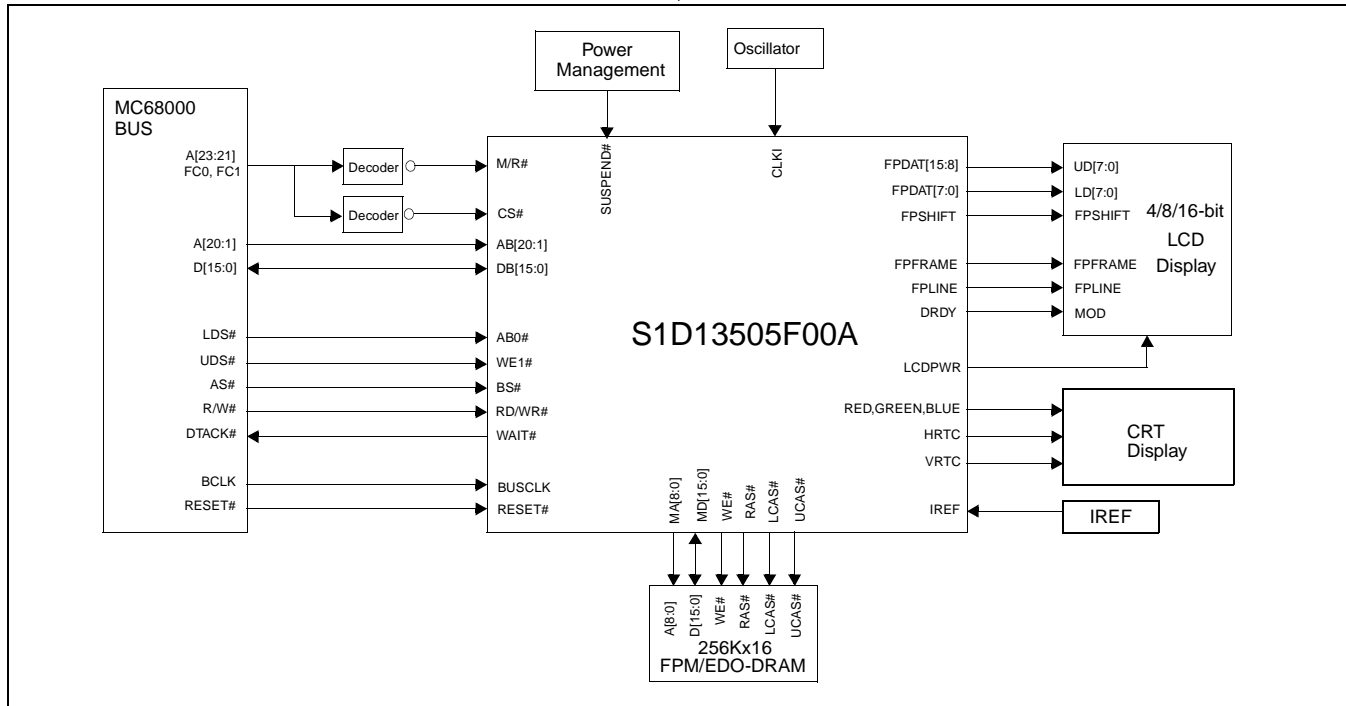 Power
Management
Oscillator
MC68000
BUS
A[23:21]
FC0, FC1
A[20:1]
D[15:0]
LDS#
UDS#
AS#
R/W#
DTACK#
BCLK
RESET#
Decoder
Decoder
M/R#
CS#
AB[20:1]
DB[15:0]
AB0#
WE1#
BS#
RD/WR#
WAIT#
BUSCLK
RESET#
SUSPEND#
CLKI
S1D13505F00A
FPDAT[15:8]
FPDAT[7:0]
FPSHIFT
FPFRAME
FPLINE
DRDY
LCDPWR
RED,GREEN,BLUE
HRTC
VRTC
IREF
UD[7:0]
LD[7:0]
FPSHIFT
FPFRAME
FPLINE
MOD
4/8/16-bit
LCD
Display
CRT
Display
IREF
MA[8:0]
MD[15:0]
WE#
RAS#
LCAS#
UCAS#
A[8:0]
D[15:0]
WE#
RAS#
LCAS#
UCAS#
256Kx16
FPM/EDO-DRAM